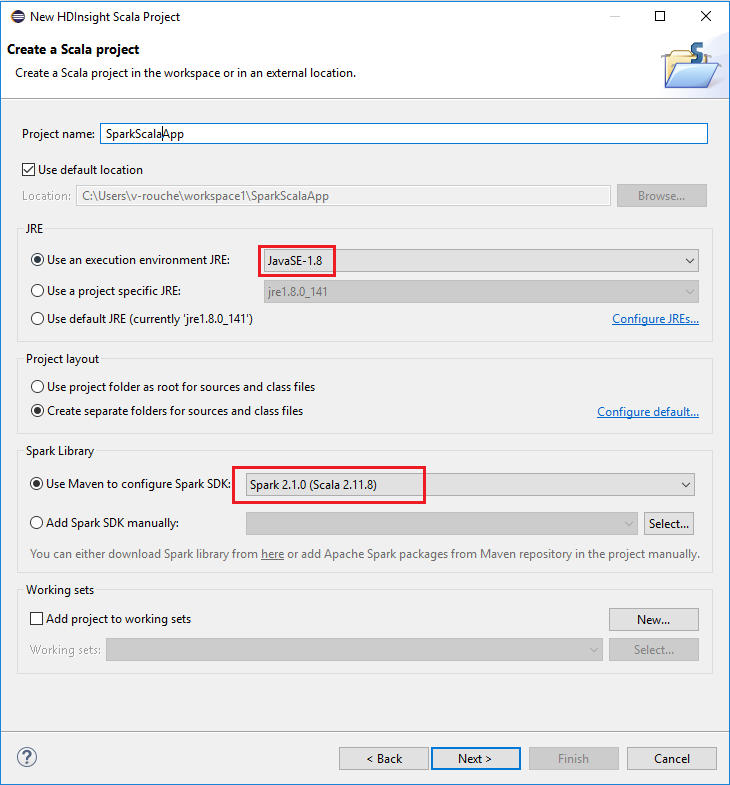 New HDInsight Scala Project
Create a Scala project
Create a Scala project in the workspace or in an external location.
Project name: SparkScalaApp
Use default location
Location: C:\Users\v-rouche\workspace1\SparkScalaApp Browse...
JRE
Use an execution environment JRE: JavaSE-1.8
Use a project specific JRE: jre1.8.0_141
Use default JRE (currently 'jre1.8.0_141') Configure JREs...
Project layout
Use project folder as root for sources and class files
Create separate folders for sources and class files Configure default...
Spark Library
Use Maven to configure Spark SDK: Spark 2.1.0 (Scala 2.11.8)
Add Spark SDK manually: Select...
You can either download Spark library from here or add Apache Spark packages from Maven repository in the project manually.
Working sets
Add project to working sets New...
Working sets: Select...
? < Back Next > Finish Cancel